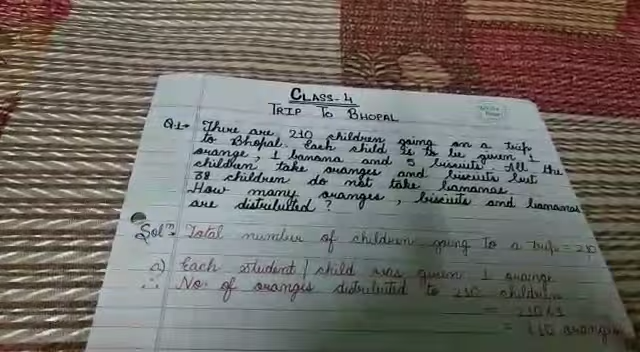 CLASS-4
TRIP TO BHOPAL
Q1→ There are 210 children going on a trip
to Bhopal. Each child is to be given 1
orange, 1 banana and 5 biscuits. All the
children take oranges and biscuits but
38 children do not take bananas.
How many oranges, biscuits and bananas
are distributed ?
Solⁿ: Total number of children going to a trip = 210
a) Each student / child was given 1 orange
∴ No. of oranges distributed to 210 children
= 210×1
= 210 oranges